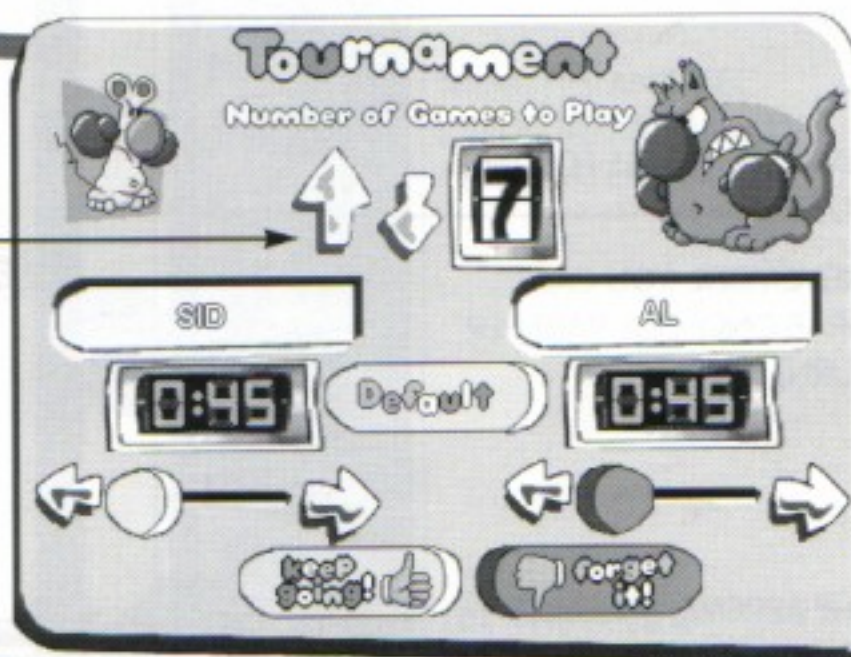 Tournament
Number of Games to Play
7
SID
AL
0:45
Default
0:45
keep
going!
forget
it!